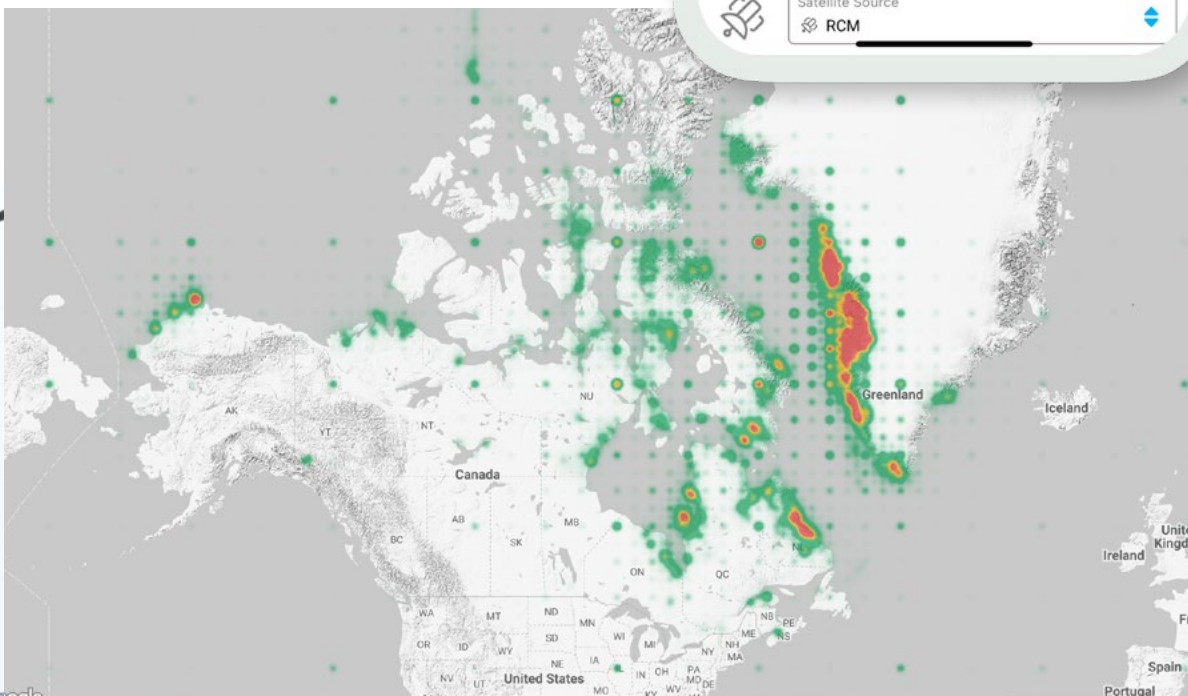 Satellite Source
RCM
AK
YT
NT
NU
Greenland
Iceland
Canada
AB
BC
SK
MB
ON
QC
NL
Ireland
WA
MT
ND
MN
NB
PE
NS
OR
ID
WY
SD
WI
MI
ME
NH
MA
NY
NV
UT
NE
IA
IN
OH
PA
MD
DE
United States
MO
KY
WV
VA
Spain
Portugal